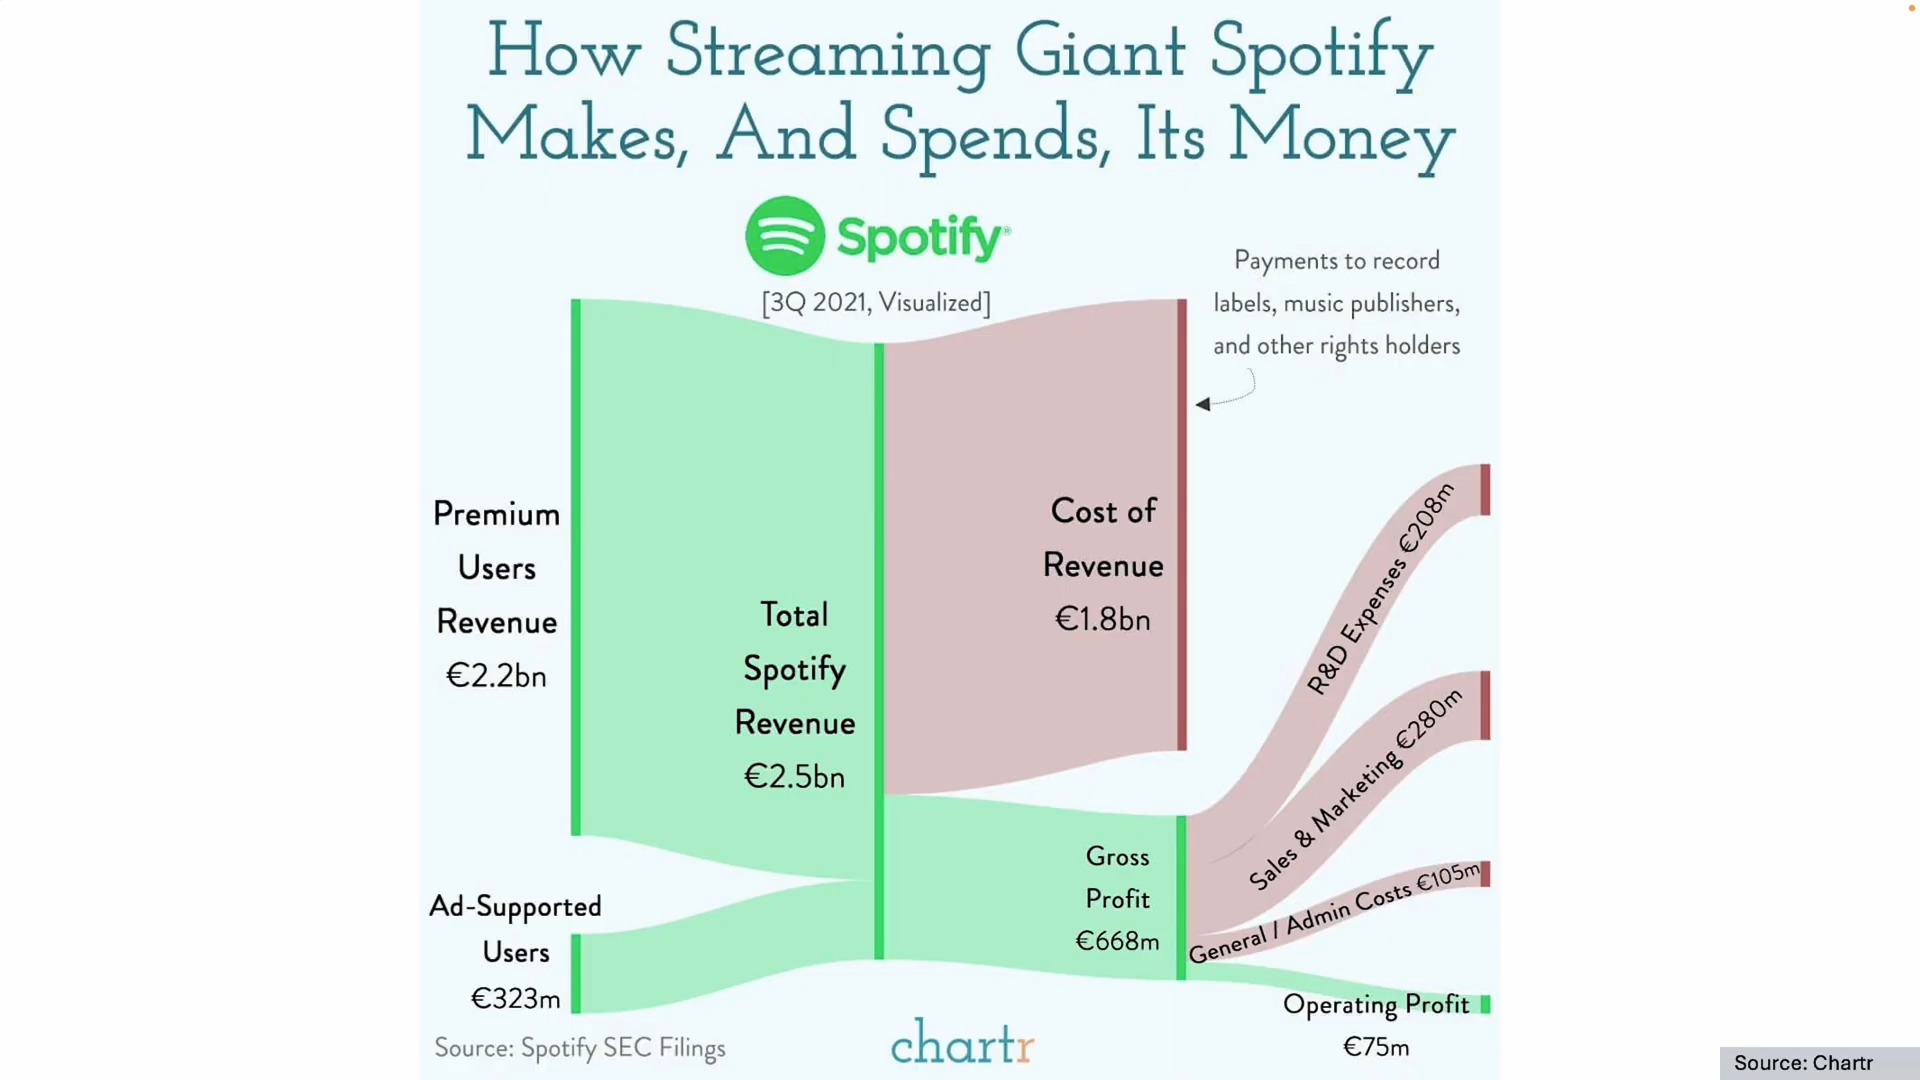 How Streaming Giant Spotify
Makes, And Spends, Its Money
Spotify®
[3Q 2021, Visualized]
Payments to record
labels, music publishers,
and other rights holders
Premium
Users
Revenue
€2.2bn
Total
Spotify
Revenue
€2.5bn
Cost of
Revenue
€1.8bn
R&D Expenses €208m
Sales & Marketing €280m
General / Admin Costs €105m
Gross
Profit
€668m
Ad-Supported
Users
€323m
Operating Profit
€75m
Source: Spotify SEC Filings
chartr
Source: Chartr